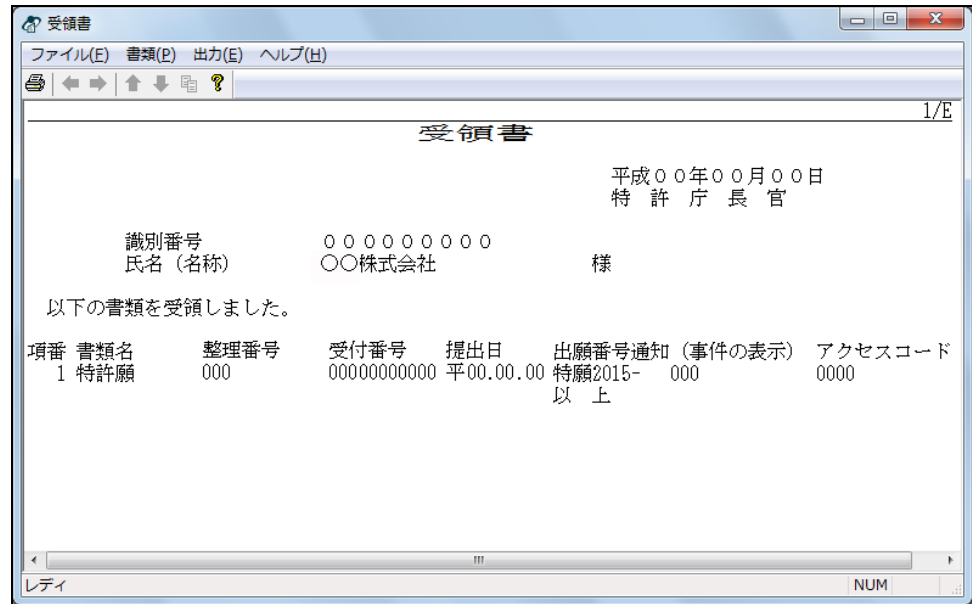 受領書
ファイル(F) 書類(P) 出力(E) ヘルプ(H)
1/E
受領書
平成００年００月００日
特 許 庁 長 官
識別番号 ０００００００００
氏名（名称） 〇〇株式会社 様
以下の書類を受領しました。
項番 書類名 整理番号 受付番号 提出日 出願番号通知（事件の表示） アクセスコード
1 特許願 000 00000000000 平00.00.00 特願2015- 000 0000
以 上
レディ NUM